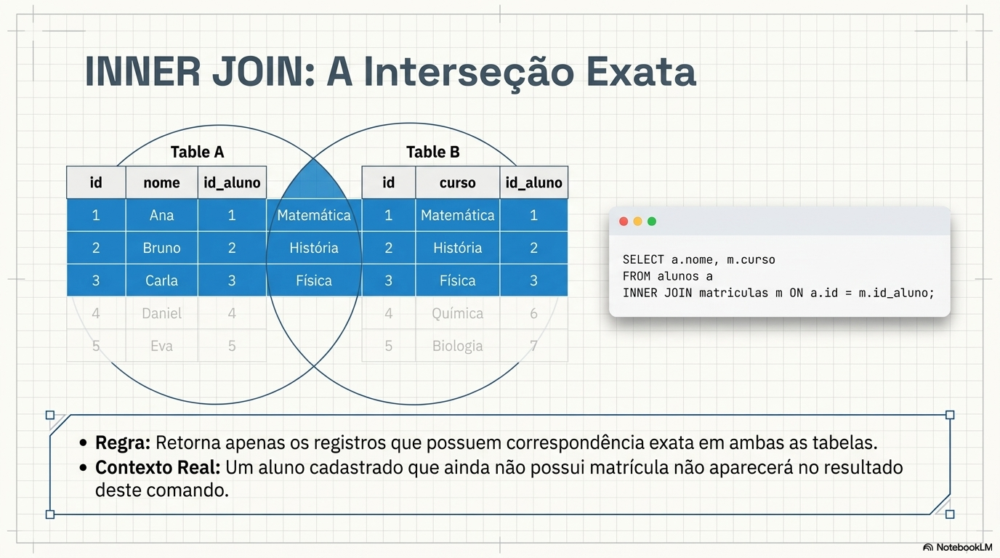 INNER JOIN: A Interseção Exata
Table A
Table B
id nome id_aluno id curso id_aluno
1 Ana 1 Matemática 1 Matemática 1
2 Bruno 2 História 2 História 2
3 Carla 3 Física 3 Física 3
4 Daniel 4 4 Química 6
5 Eva 5 5 Biologia 7
SELECT a.nome, m.curso
FROM alunos a
INNER JOIN matriculas m ON a.id = m.id_aluno;
• Regra: Retorna apenas os registros que possuem correspondência exata em ambas as tabelas.
• Contexto Real: Um aluno cadastrado que ainda não possui matrícula não aparecerá no resultado
deste comando.
NotebookLM